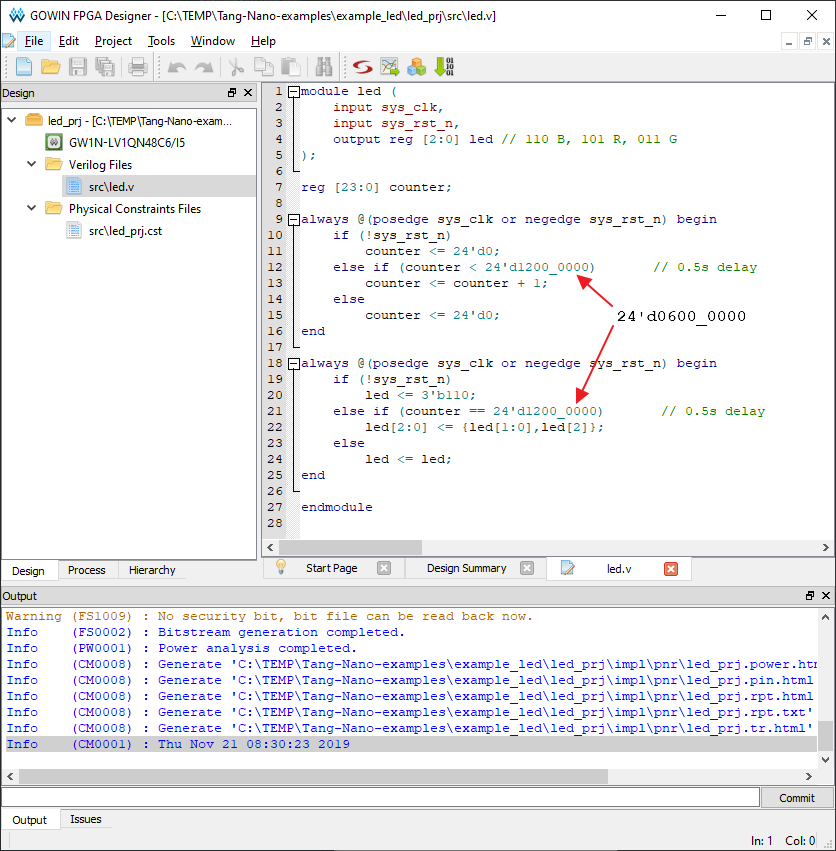 GOWIN FPGA Designer - [C:\TEMP\Tang-Nano-examples\example_led\led_prj\src\led.v]
File Edit Project Tools Window Help
Design
led_prj - [C:\TEMP\Tang-Nano-exam...
GW1N-LV1QN48C6/I5
Verilog Files
src\led.v
Physical Constraints Files
src\led_prj.cst
Design Process Hierarchy
1 module led (
2 input sys_clk,
3 input sys_rst_n,
4 output reg [2:0] led // 110 B, 101 R, 011 G
5 );
6
7 reg [23:0] counter;
8
9 always @(posedge sys_clk or negedge sys_rst_n) begin
10 if (!sys_rst_n)
11 counter <= 24'd0;
12 else if (counter < 24'd1200_0000) // 0.5s delay
13 counter <= counter + 1;
14 else
15 counter <= 24'd0;
16 end
17
18 always @(posedge sys_clk or negedge sys_rst_n) begin
19 if (!sys_rst_n)
20 led <= 3'b110;
21 else if (counter == 24'd1200_0000) // 0.5s delay
22 led[2:0] <= {led[1:0],led[2]};
23 else
24 led <= led;
25 end
26
27 endmodule
28
24'd0600_0000
Start Page Design Summary led.v
Output
Warning (FS1009) : No security bit, bit file can be read back now.
Info (FS0002) : Bitstream generation completed.
Info (PW0001) : Power analysis completed.
Info (CM0008) : Generate 'C:\TEMP\Tang-Nano-examples\example_led\led_prj\impl\pnr\led_prj.power.htm
Info (CM0008) : Generate 'C:\TEMP\Tang-Nano-examples\example_led\led_prj\impl\pnr\led_prj.pin.html
Info (CM0008) : Generate 'C:\TEMP\Tang-Nano-examples\example_led\led_prj\impl\pnr\led_prj.rpt.html
Info (CM0008) : Generate 'C:\TEMP\Tang-Nano-examples\example_led\led_prj\impl\pnr\led_prj.rpt.txt'
Info (CM0008) : Generate 'C:\TEMP\Tang-Nano-examples\example_led\led_prj\impl\pnr\led_prj.tr.html'
Info (CM0001) : Thu Nov 21 08:30:23 2019
Commit
Output Issues
In: 1 Col: 0